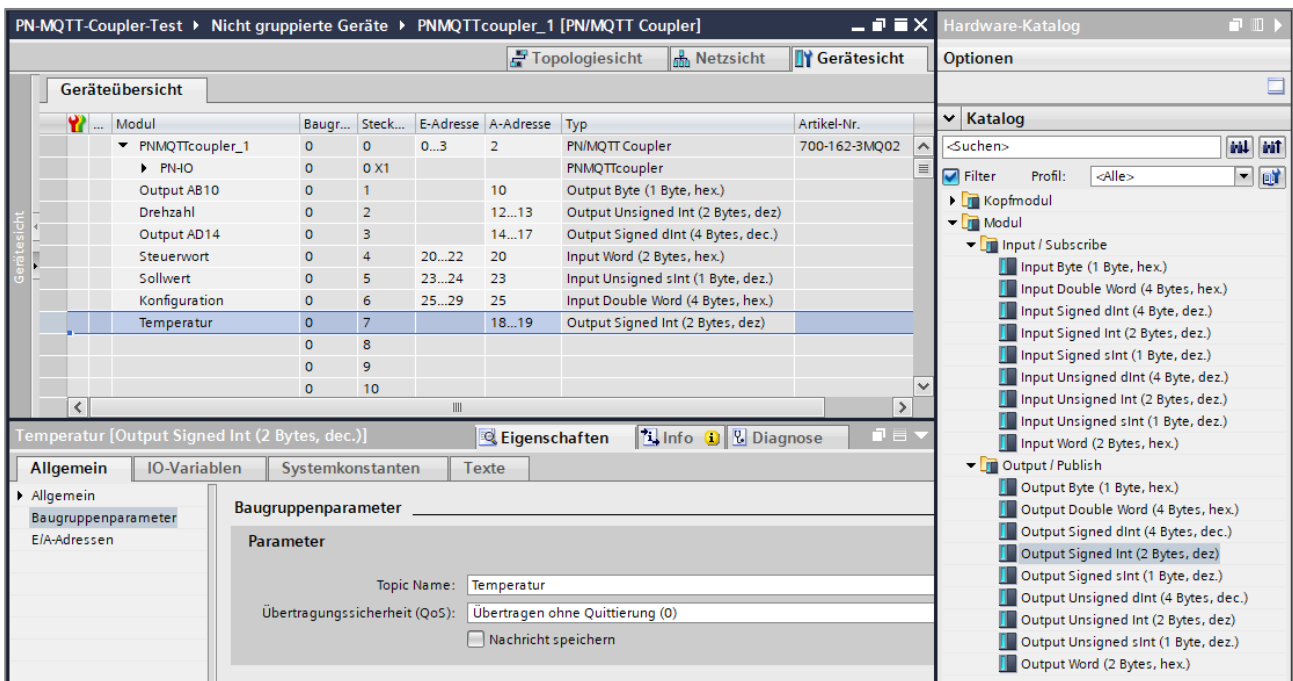 PN-MQTT-Coupler-Test ▸ Nicht gruppierte Geräte ▸ PNMQTTcoupler_1 [PN/MQTT Coupler]
Topologiesicht Netzsicht Gerätesicht
Geräteübersicht
... Modul Baugr... Steck... E-Adresse A-Adresse Typ Artikel-Nr.
PNMQTTcoupler_1 0 0 0...3 2 PN/MQTT Coupler 700-162-3MQ02
PN-IO 0 0 X1 PNMQTTcoupler
Output AB10 0 1 10 Output Byte (1 Byte, hex.)
Drehzahl 0 2 12...13 Output Unsigned Int (2 Bytes, dez)
Output AD14 0 3 14...17 Output Signed dInt (4 Bytes, dec.)
Steuerwort 0 4 20...22 20 Input Word (2 Bytes, hex.)
Sollwert 0 5 23...24 23 Input Unsigned sInt (1 Byte, dez.)
Konfiguration 0 6 25...29 25 Input Double Word (4 Bytes, hex.)
Temperatur 0 7 18...19 Output Signed Int (2 Bytes, dez)
0 8
0 9
0 10
Gerätesicht
Temperatur [Output Signed Int (2 Bytes, dec.)]
Eigenschaften Info Diagnose
Allgemein IO-Variablen Systemkonstanten Texte
Allgemein
Baugruppenparameter
E/A-Adressen
Baugruppenparameter
Parameter
Topic Name: Temperatur
Übertragungssicherheit (QoS): Übertragen ohne Quittierung (0)
Nachricht speichern
Hardware-Katalog
Optionen
Katalog
<Suchen>
Filter Profil: <Alle>
Kopfmodul
Modul
Input / Subscribe
Input Byte (1 Byte, hex.)
Input Double Word (4 Bytes, hex.)
Input Signed dInt (4 Byte, dez.)
Input Signed Int (2 Bytes, dez.)
Input Signed sInt (1 Byte, dez.)
Input Unsigned dInt (4 Byte, dez.)
Input Unsigned Int (2 Bytes, dez.)
Input Unsigned sInt (1 Byte, dez.)
Input Word (2 Bytes, hex.)
Output / Publish
Output Byte (1 Byte, hex.)
Output Double Word (4 Bytes, hex.)
Output Signed dInt (4 Bytes, dec.)
Output Signed Int (2 Bytes, dez)
Output Signed sInt (1 Byte, dez.)
Output Unsigned dInt (4 Bytes, dec.)
Output Unsigned Int (2 Bytes, dez)
Output Unsigned sInt (1 Byte, dez.)
Output Word (2 Bytes, hex.)